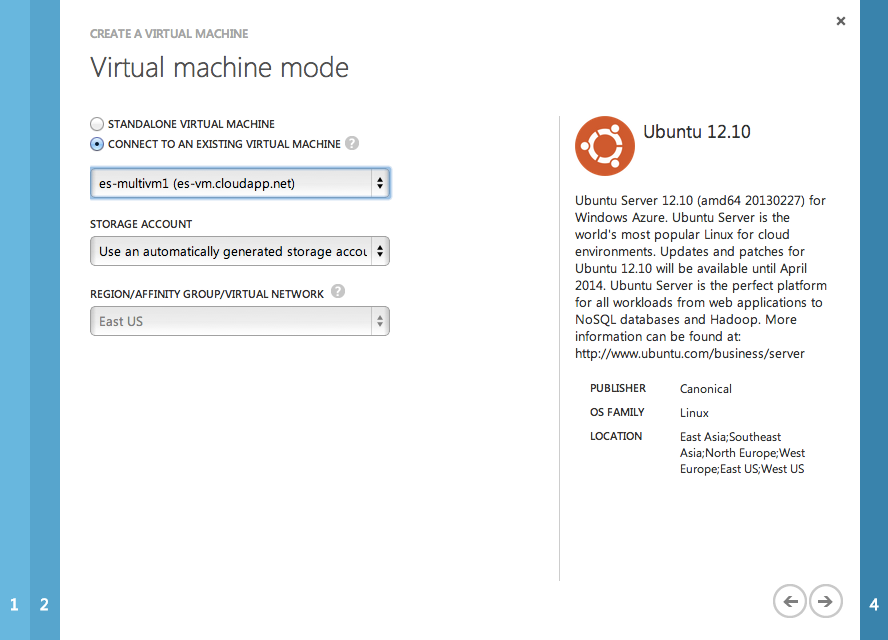 CREATE A VIRTUAL MACHINE
Virtual machine mode
STANDALONE VIRTUAL MACHINE
CONNECT TO AN EXISTING VIRTUAL MACHINE ?
es-multivm1 (es-vm.cloudapp.net)
STORAGE ACCOUNT
Use an automatically generated storage accou
REGION/AFFINITY GROUP/VIRTUAL NETWORK ?
East US
Ubuntu 12.10
Ubuntu Server 12.10 (amd64 20130227) for
Windows Azure. Ubuntu Server is the
world's most popular Linux for cloud
environments. Updates and patches for
Ubuntu 12.10 will be available until April
2014. Ubuntu Server is the perfect platform
for all workloads from web applications to
NoSQL databases and Hadoop. More
information can be found at:
http://www.ubuntu.com/business/server
PUBLISHER Canonical
OS FAMILY Linux
LOCATION East Asia;Southeast
Asia;North Europe;West
Europe;East US;West US
1 2 4